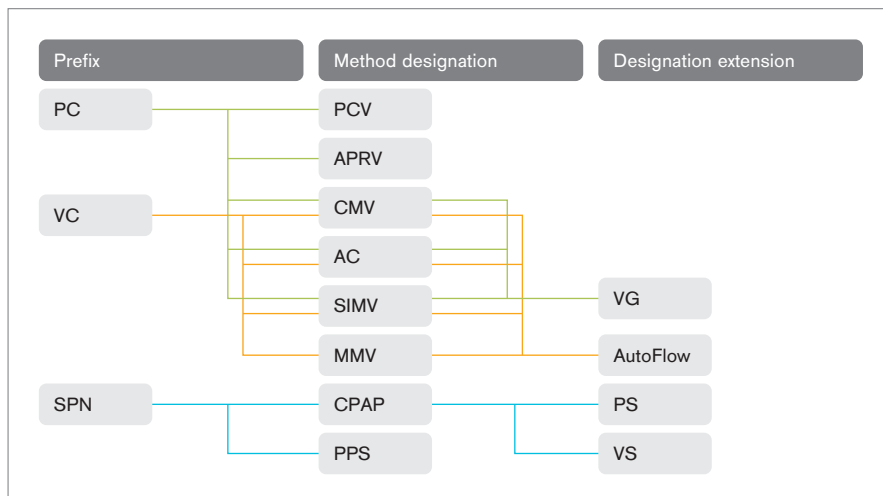 Prefix
Method designation
Designation extension
PC
PCV
APRV
VC
CMV
AC
SIMV
VG
MMV
AutoFlow
SPN
CPAP
PS
PPS
VS